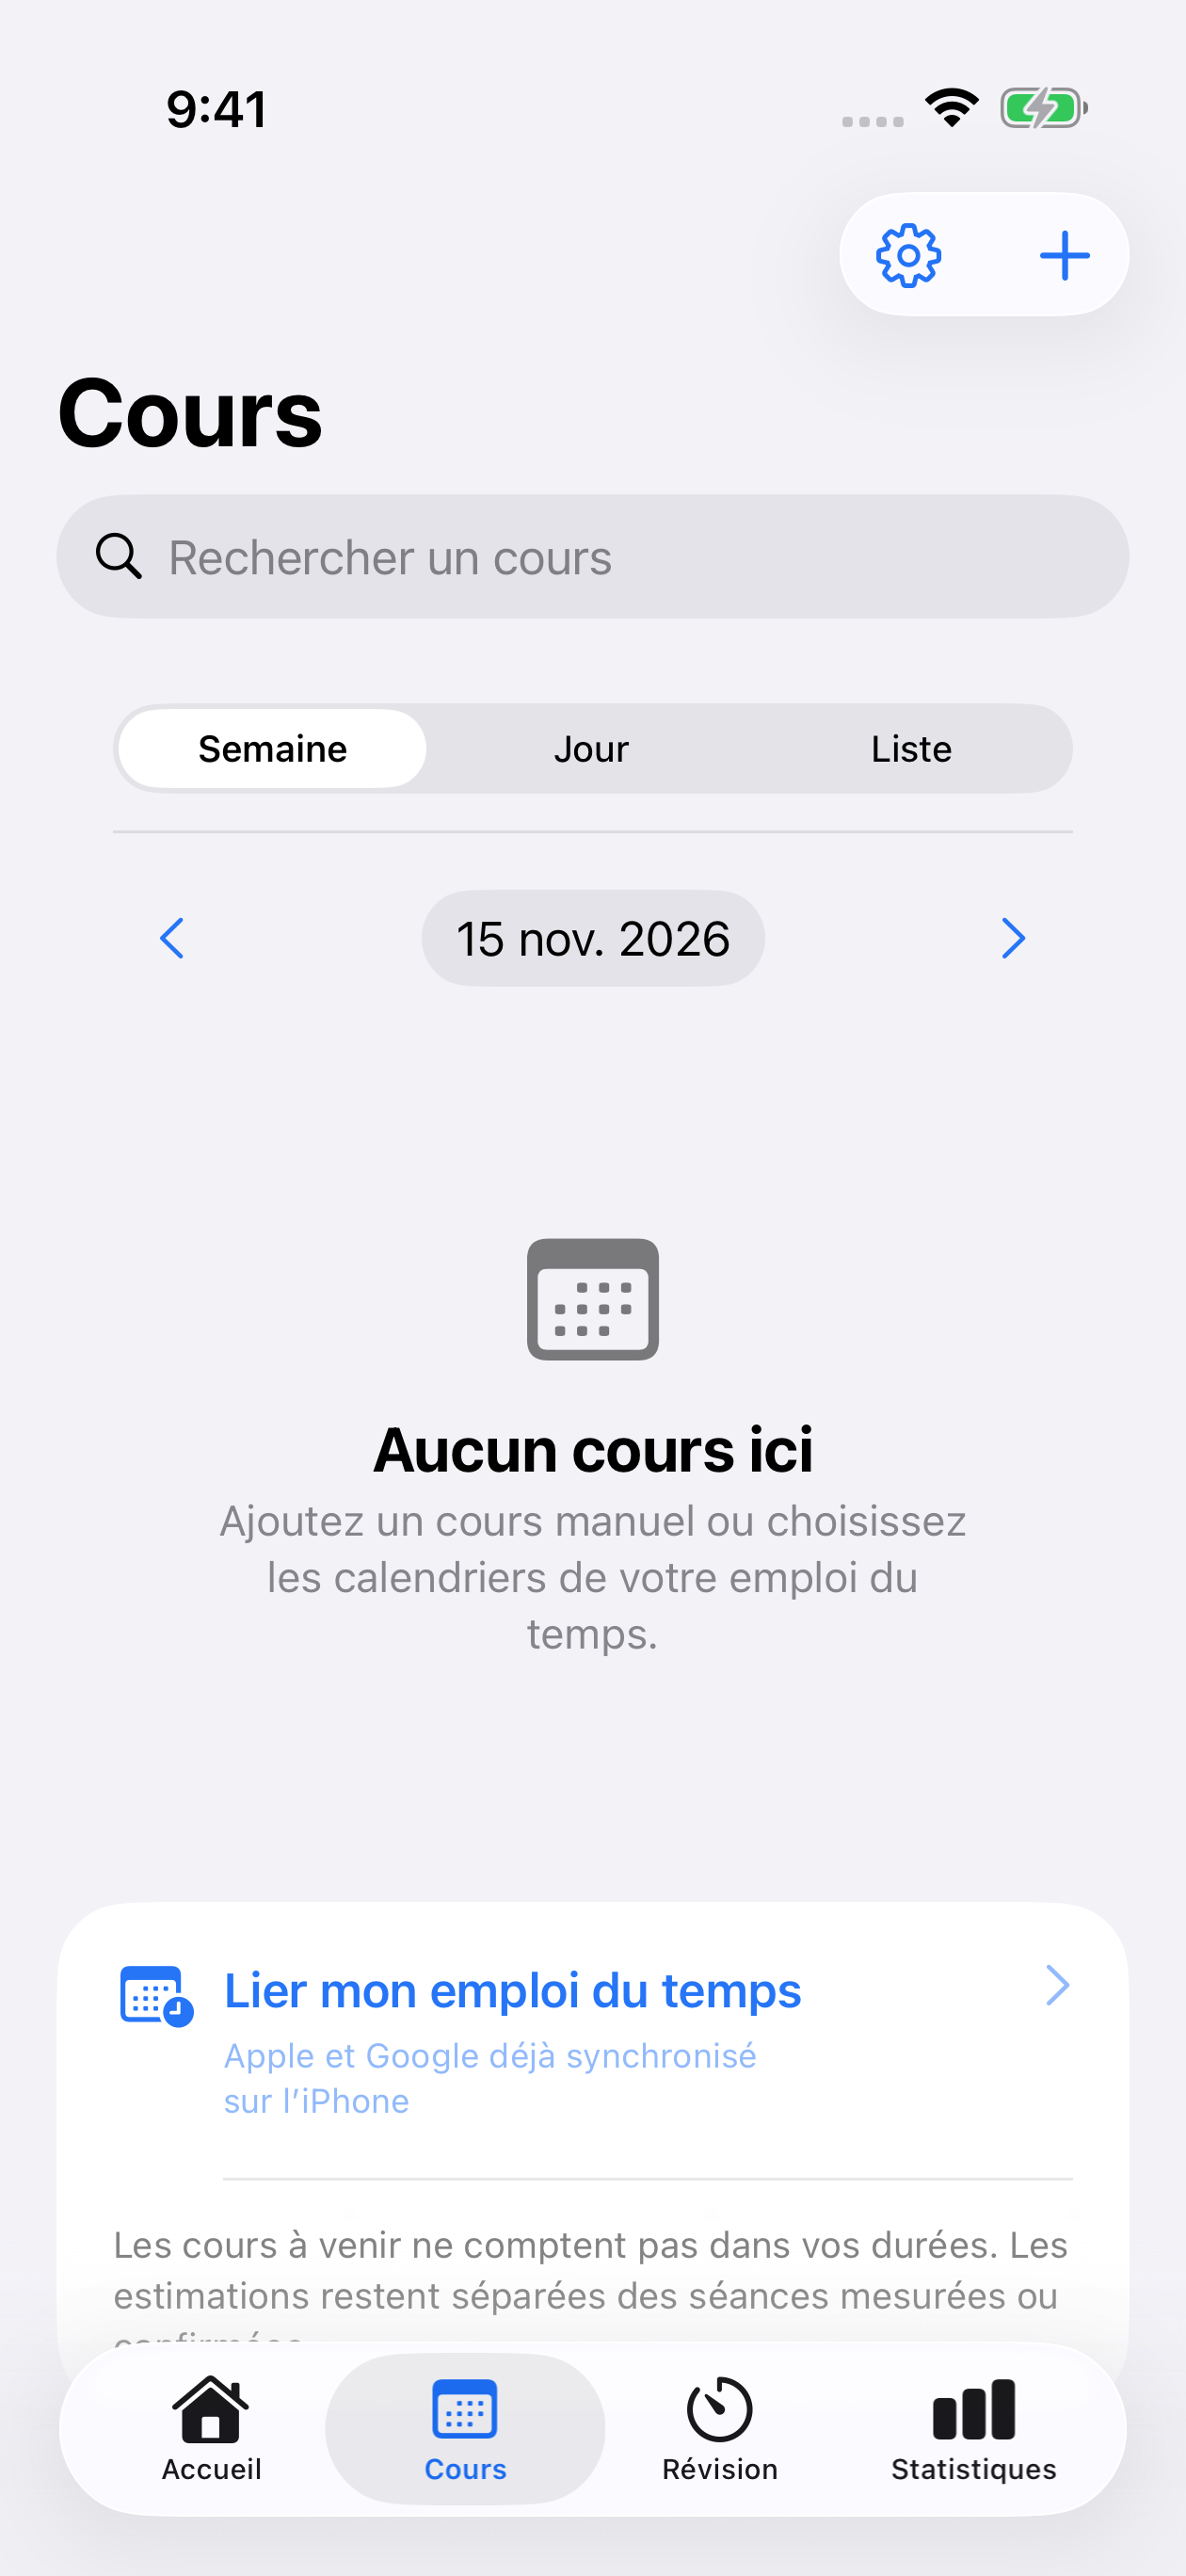 9:41
Cours
Rechercher un cours
Semaine Jour Liste
15 nov. 2026
Aucun cours ici
Ajoutez un cours manuel ou choisissez
les calendriers de votre emploi du
temps.
Lier mon emploi du temps
Apple et Google déjà synchronisé
sur l’iPhone
Les cours à venir ne comptent pas dans vos durées. Les
estimations restent séparées des séances mesurées ou
Accueil Cours Révision Statistiques